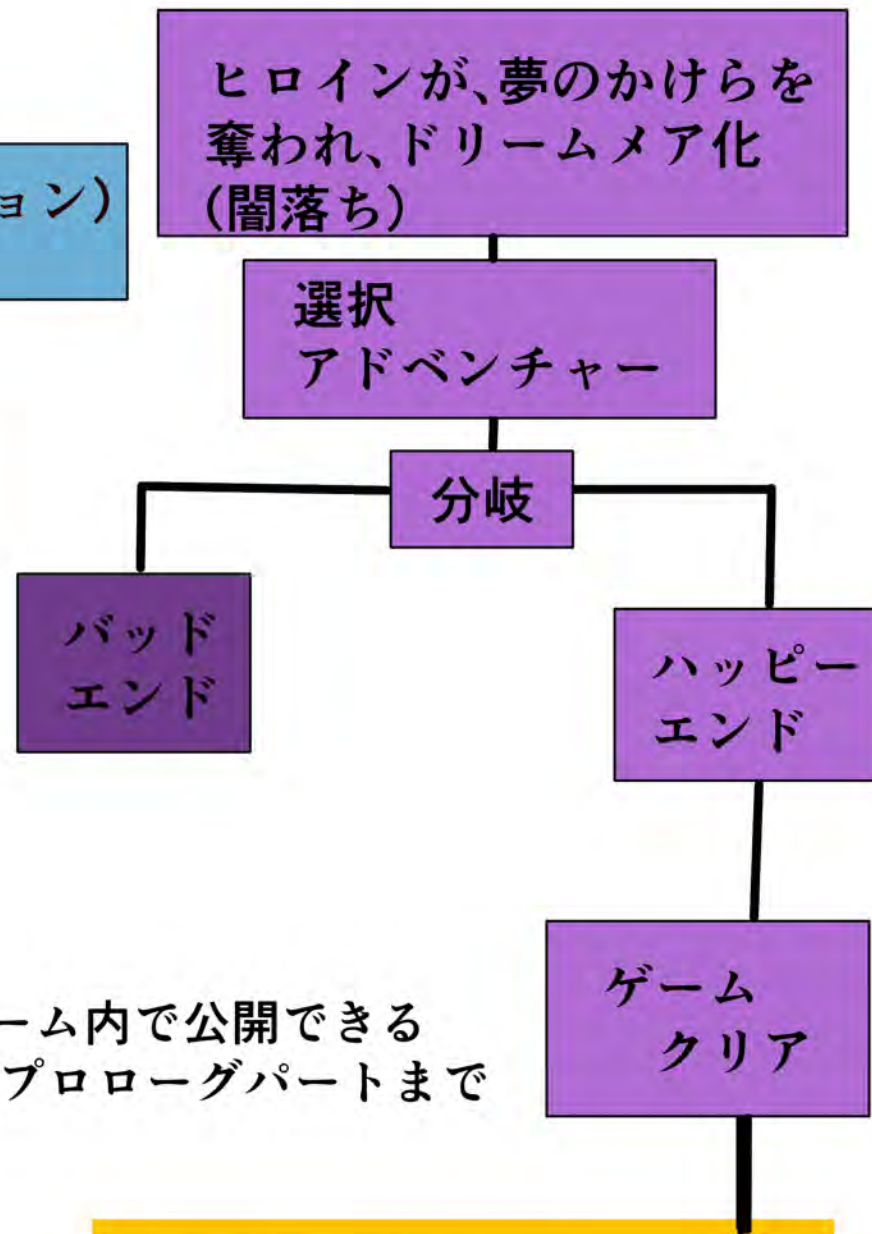 ヒロインが、夢のかけらを
奪われ、ドリームメア化
(闇落ち)
ョン)
選択
アドベンチャー
分岐
バッド
エンド
ハッピー
エンド
ゲーム
クリア
ーム内で公開できる
プロローグパートまで